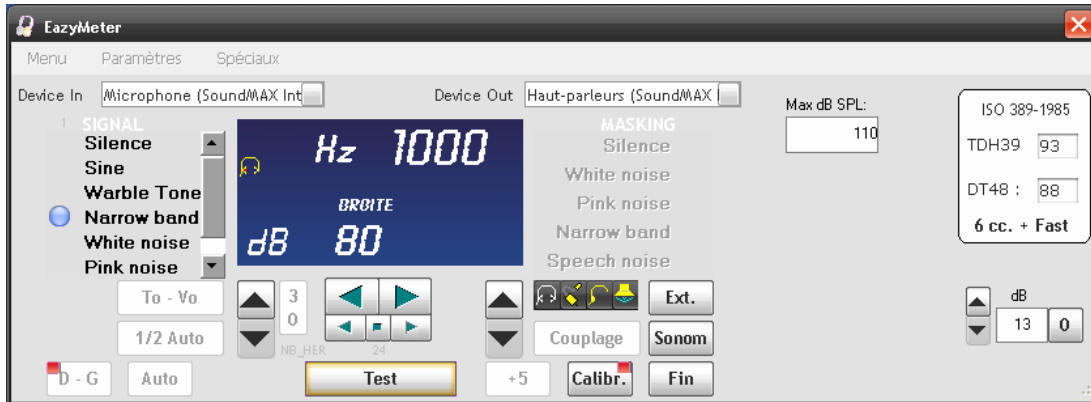 EazyMeter
Menu Paramètres Spéciaux
Device In Microphone (SoundMAX Int
Device Out Haut-parleurs (SoundMAX
Max dB SPL:
110
ISO 389-1985
TDH39 93
DT48 : 88
6 cc. + Fast
1 SIGNAL
Silence
Sine
Warble Tone
Narrow band
White noise
Pink noise
Hz 1000
BROITE
dB 80
MASKING
Silence
White noise
Pink noise
Narrow band
Speech noise
To - Vo
1/2 Auto
D - G Auto
3
0
NB_HER 24
Test
Ext.
Couplage Sonom
+5 Calibr. Fin
dB
13 0